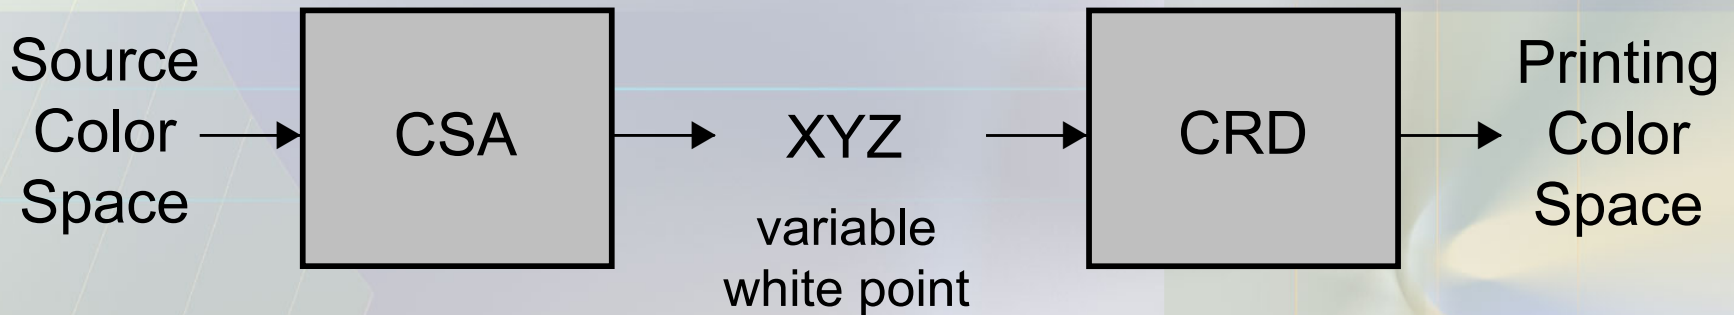 Source
Color
Space
CSA
XYZ
variable
white point
CRD
Printing
Color
Space